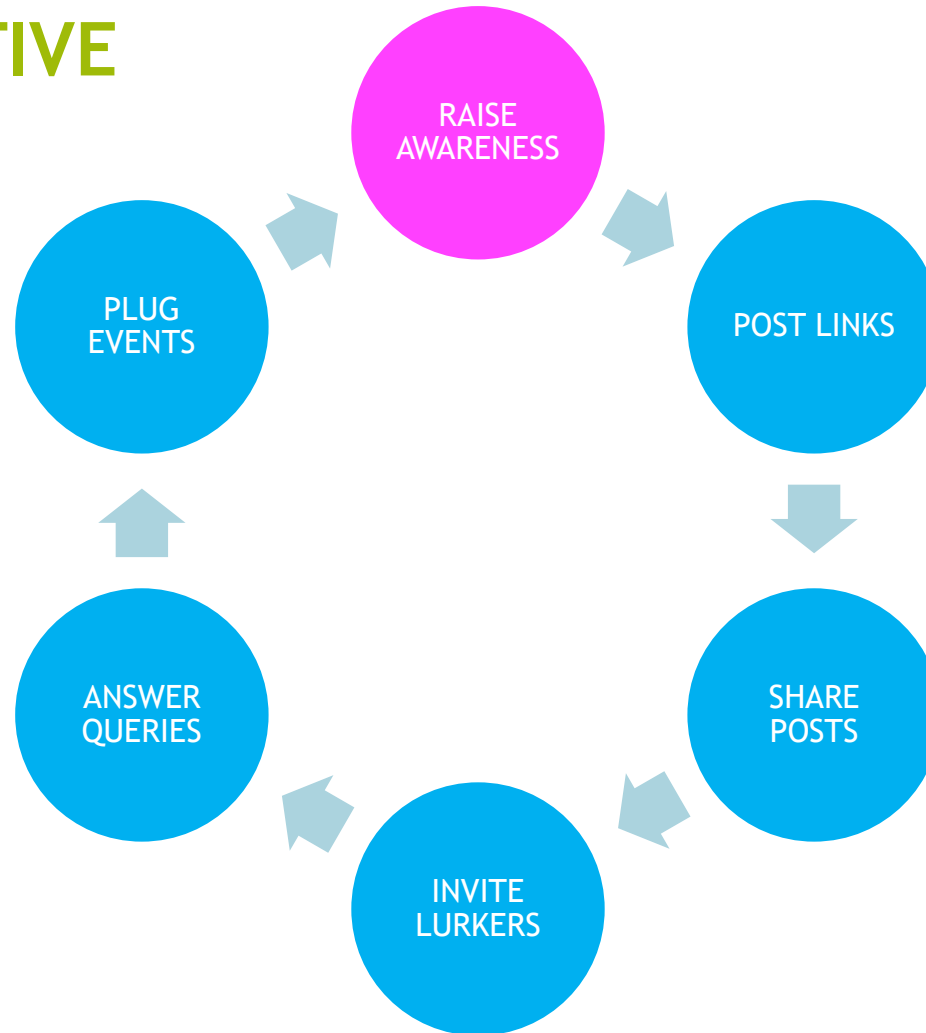 TIVE
RAISE
AWARENESS
POST LINKS
SHARE
POSTS
INVITE
LURKERS
ANSWER
QUERIES
PLUG
EVENTS